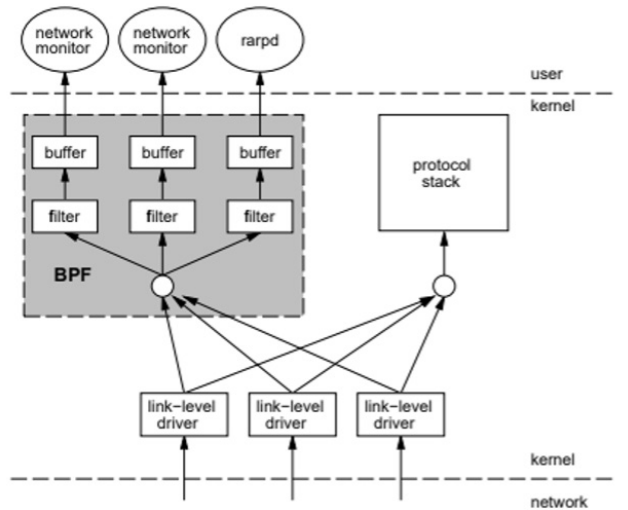 network
monitor
network
monitor
rarpd
user
kernel
buffer
buffer
buffer
protocol
stack
filter
filter
filter
BPF
link-level
driver
link-level
driver
link-level
driver
kernel
network